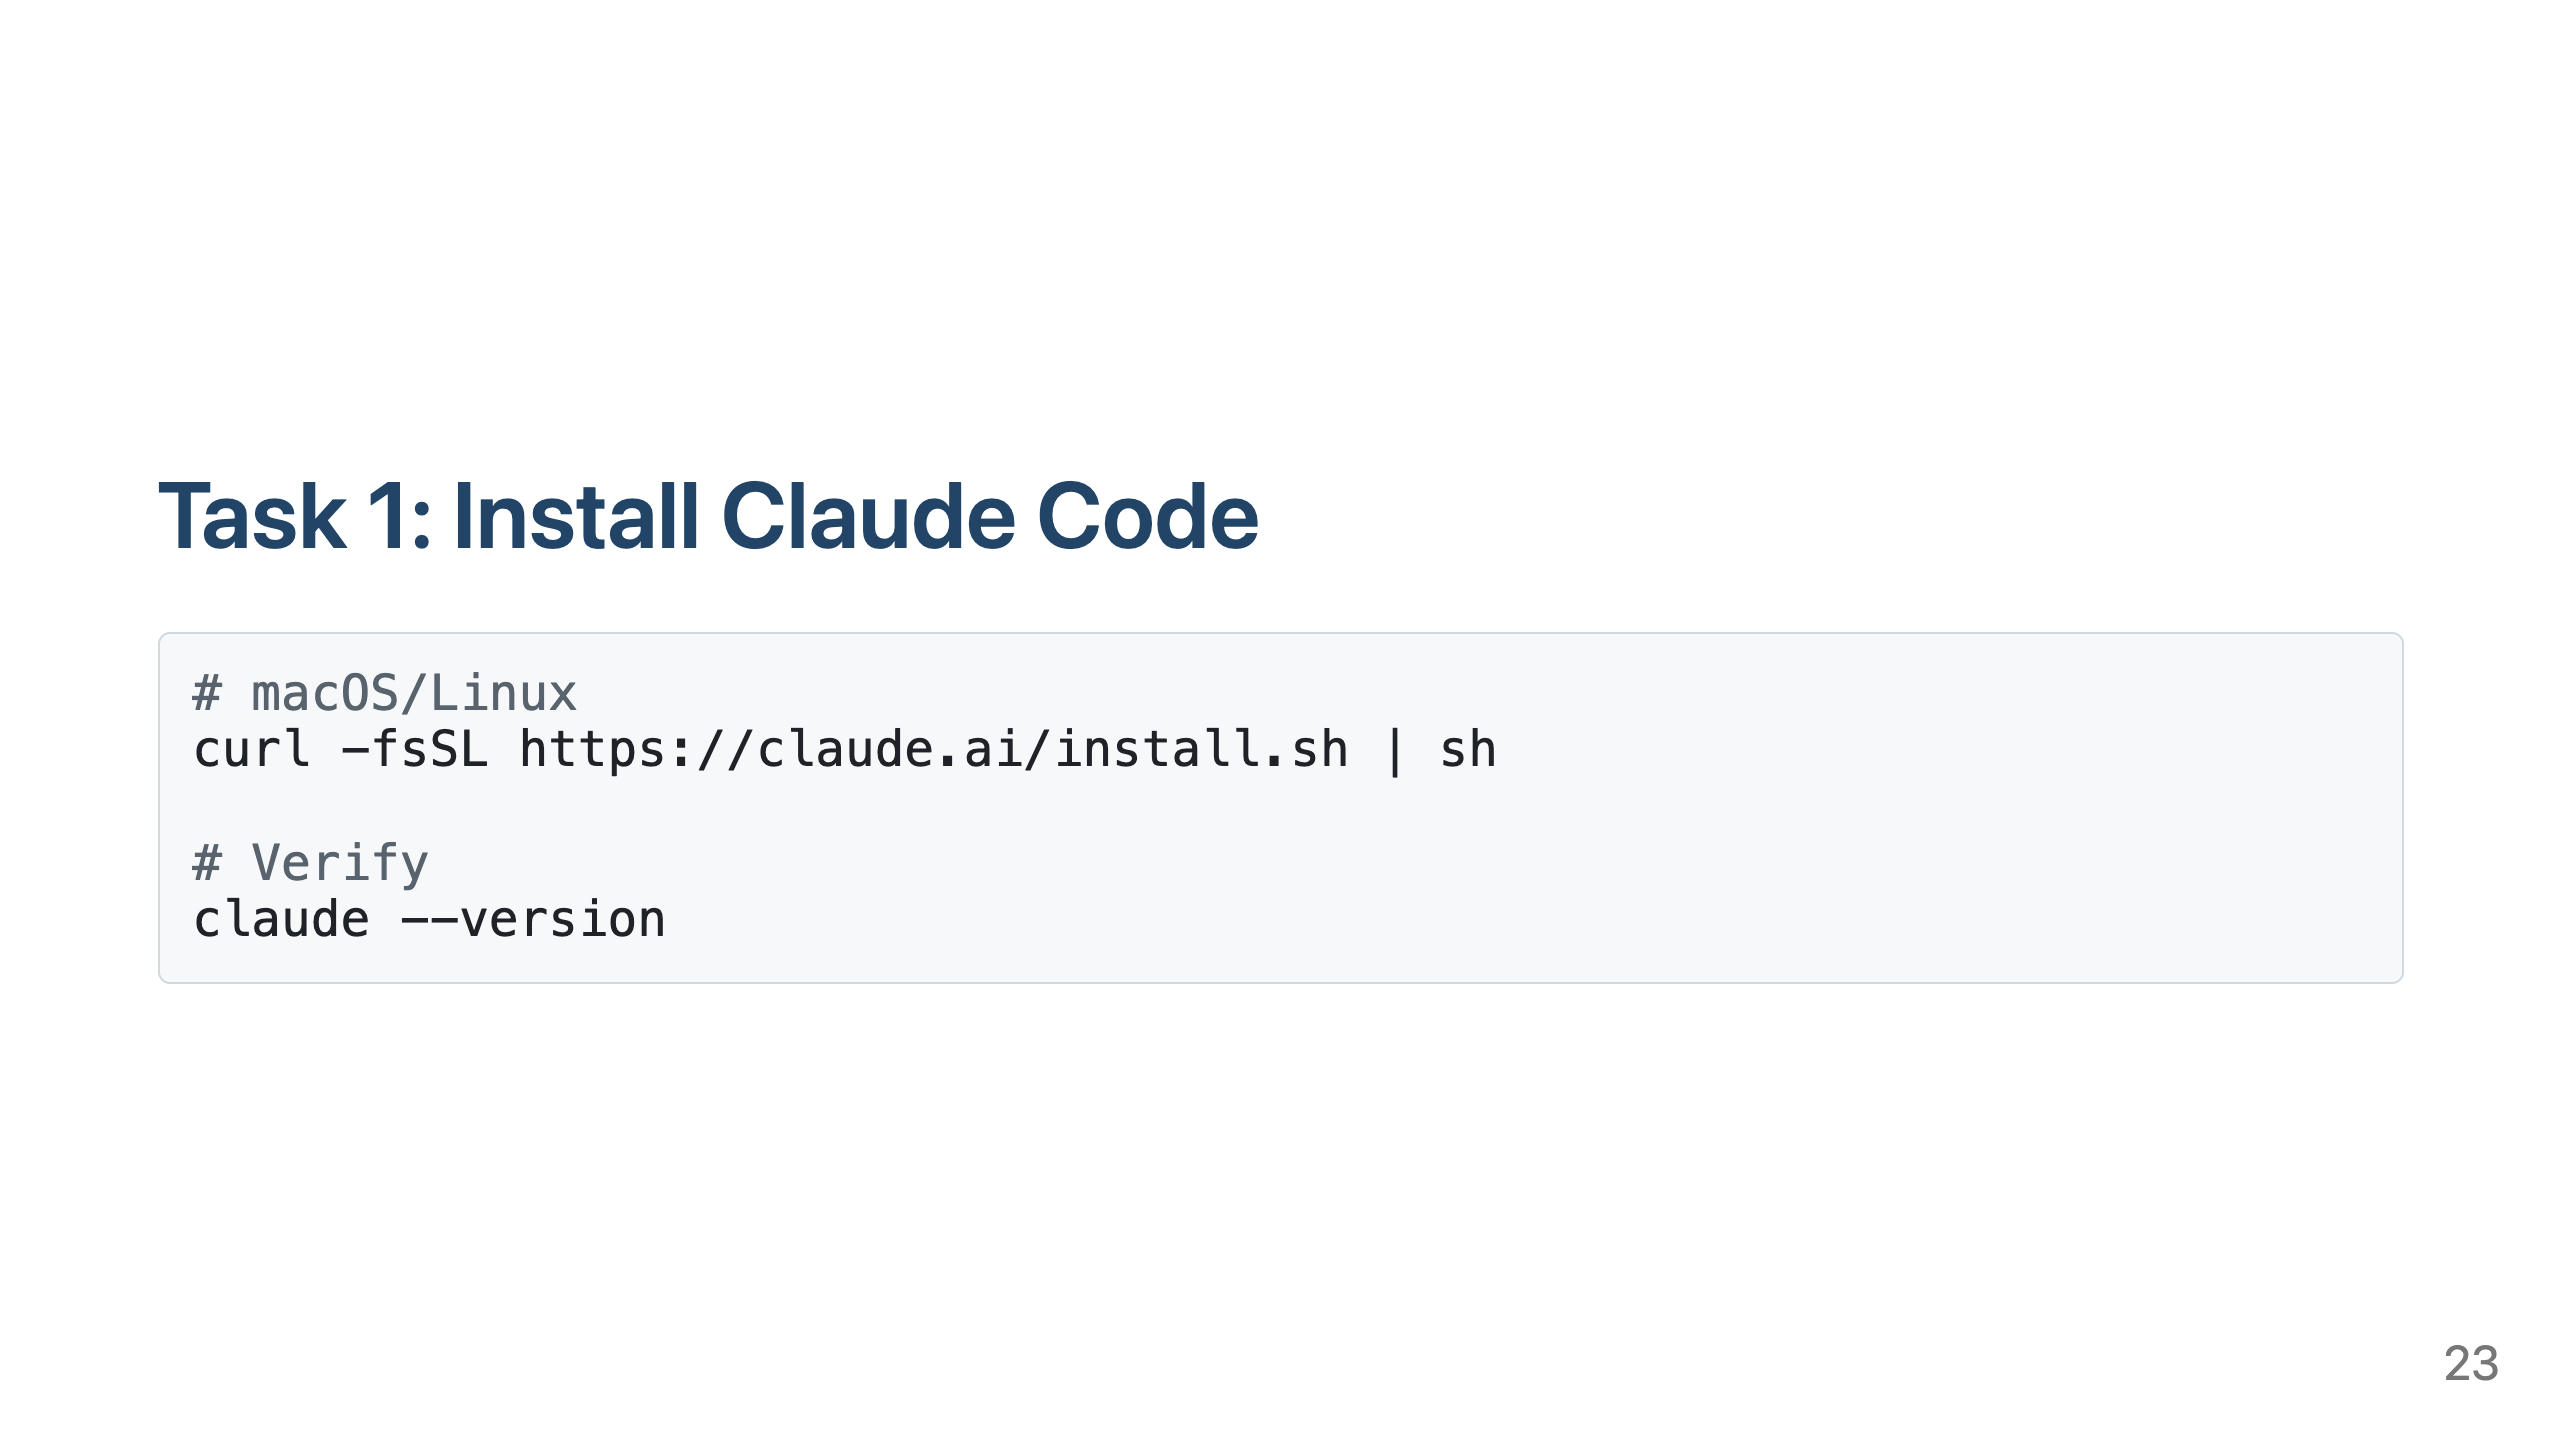 Task 1: Install Claude Code
# macOS/Linux
curl -fsSL https://claude.ai/install.sh | sh
# Verify
claude --version
23